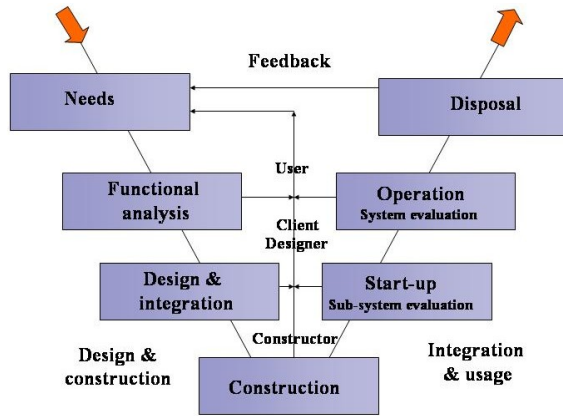 Feedback
Needs
Disposal
User
Functional
analysis
Operation
System evaluation
Client
Designer
Design &
integration
Start-up
Sub-system evaluation
Constructor
Design &
construction
Integration
& usage
Construction